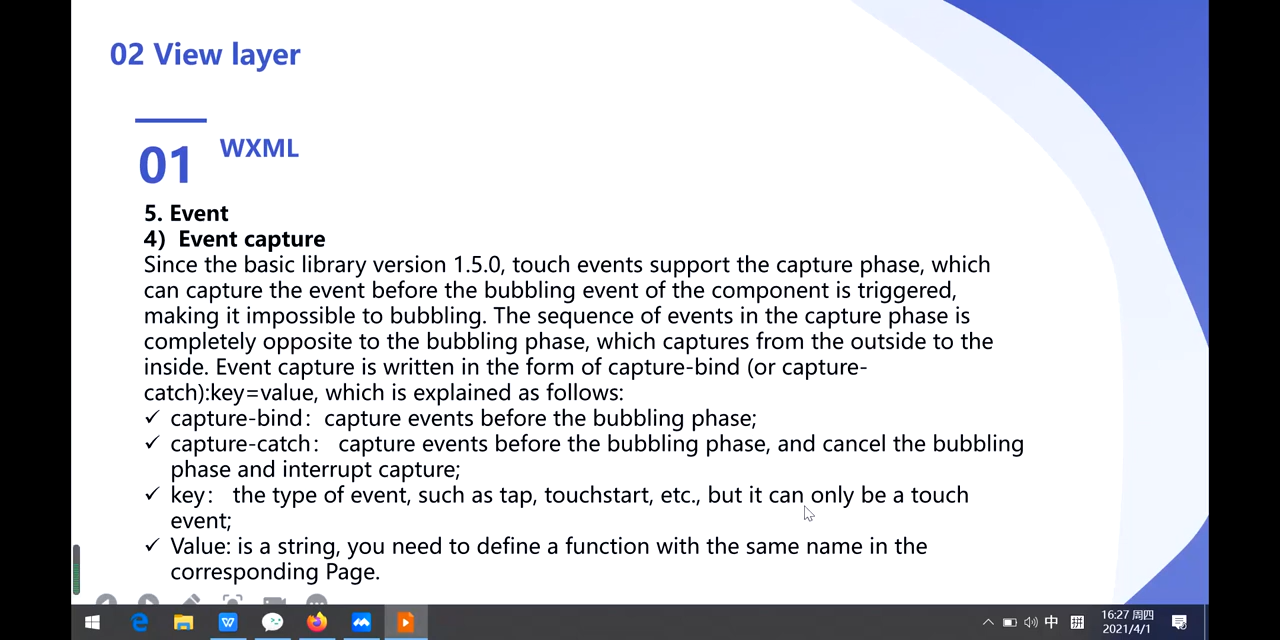 02 View layer
01 WXML
5. Event
4) Event capture
Since the basic library version 1.5.0, touch events support the capture phase, which
can capture the event before the bubbling event of the component is triggered,
making it impossible to bubbling. The sequence of events in the capture phase is
completely opposite to the bubbling phase, which captures from the outside to the
inside. Event capture is written in the form of capture-bind (or capture-
catch):key=value, which is explained as follows:
✓ capture-bind：capture events before the bubbling phase;
✓ capture-catch： capture events before the bubbling phase, and cancel the bubbling
phase and interrupt capture;
✓ key： the type of event, such as tap, touchstart, etc., but it can only be a touch
event;
✓ Value: is a string, you need to define a function with the same name in the
corresponding Page.
中 拼 16:27 周四
2021/4/1